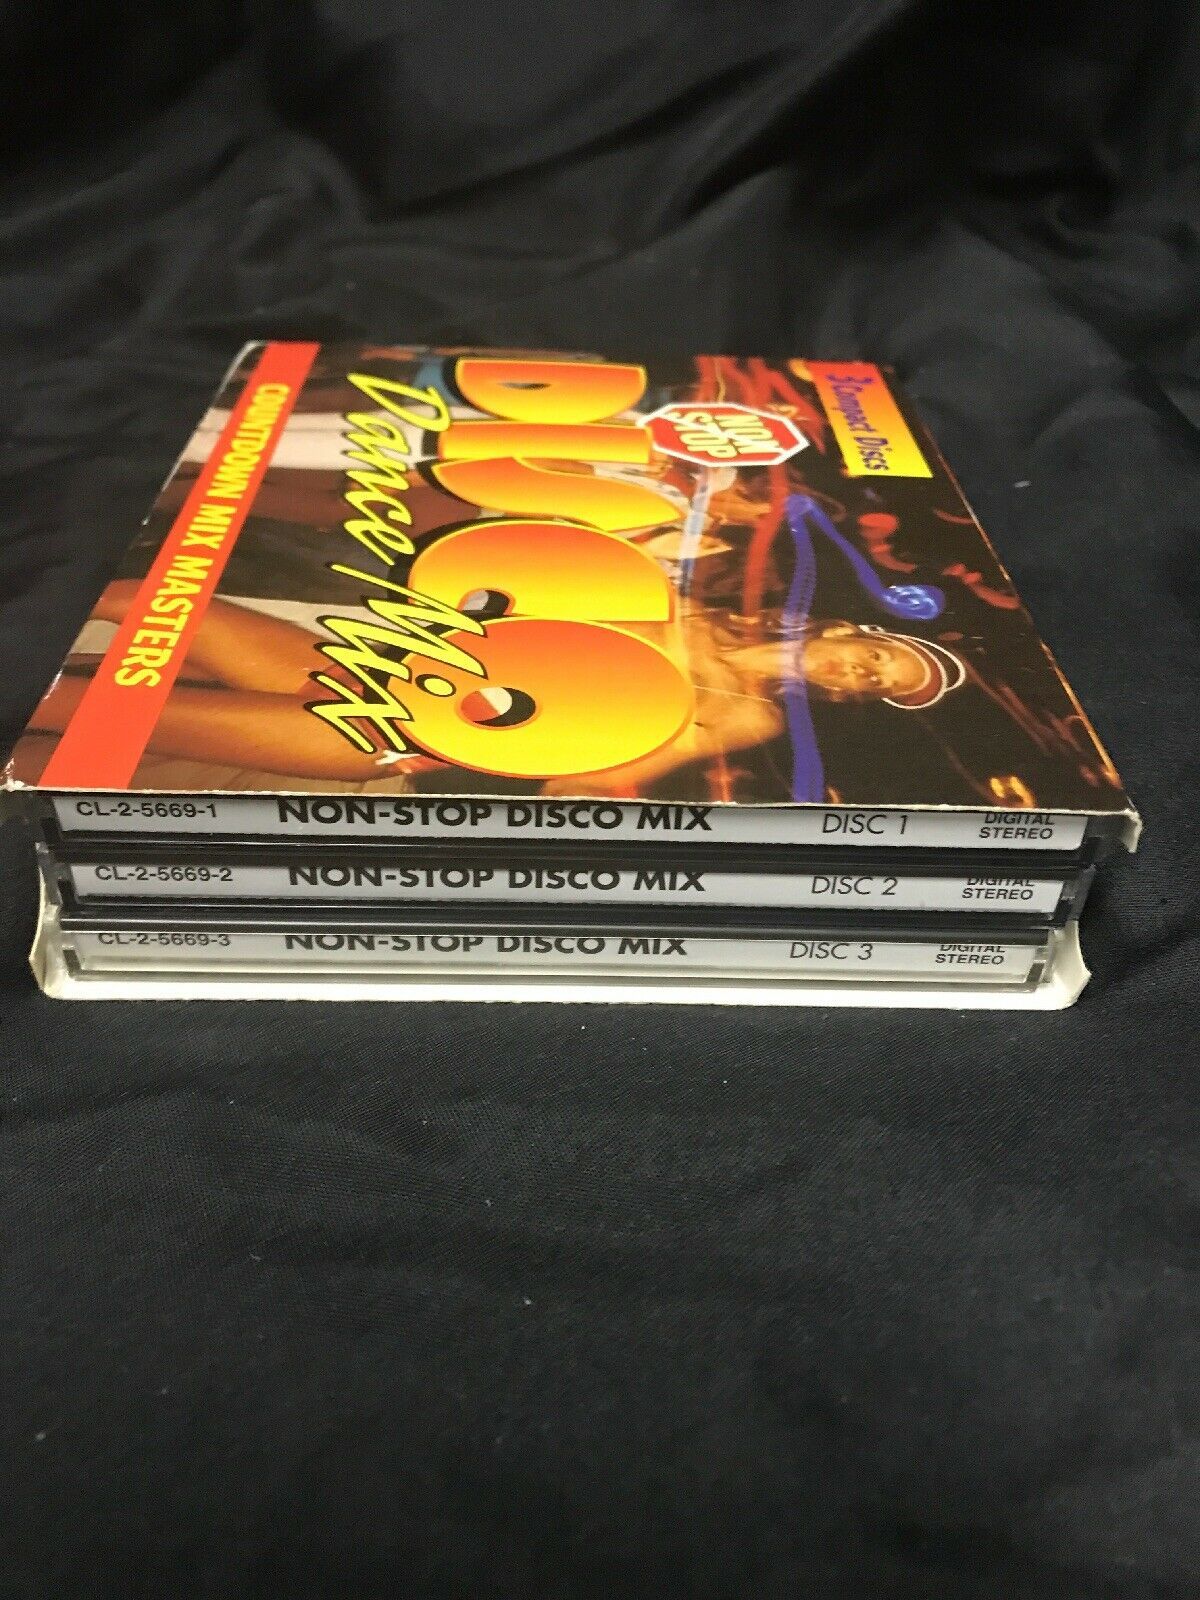 3 Compact Discs
NON
STOP
DISCO
Dance Mix
COUNTDOWN MIX MASTERS
CL-2-5669-1 NON-STOP DISCO MIX DISC 1 DIGITAL
STEREO
CL-2-5669-2 NON-STOP DISCO MIX DISC 2 DIGITAL
STEREO
CL-2-5669-3 NON-STOP DISCO MIX DISC 3 DIGITAL
STEREO